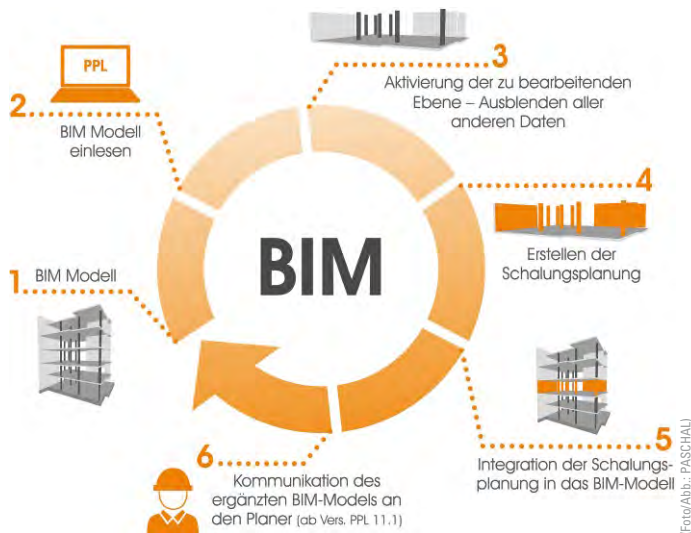 1
BIM Modell
PPL
2
BIM Modell
einlesen
3
Aktivierung der zu bearbeitenden
Ebene – Ausblenden aller
anderen Daten
4
Erstellen der
Schalungsplanung
5
Integration der Schalungs-
planung in das BIM-Modell
6
Kommunikation des
ergänzten BIM-Models an
den Planer (ab Vers. PPL 11.1)
BIM
(Foto/Abb.: PASCHAL)